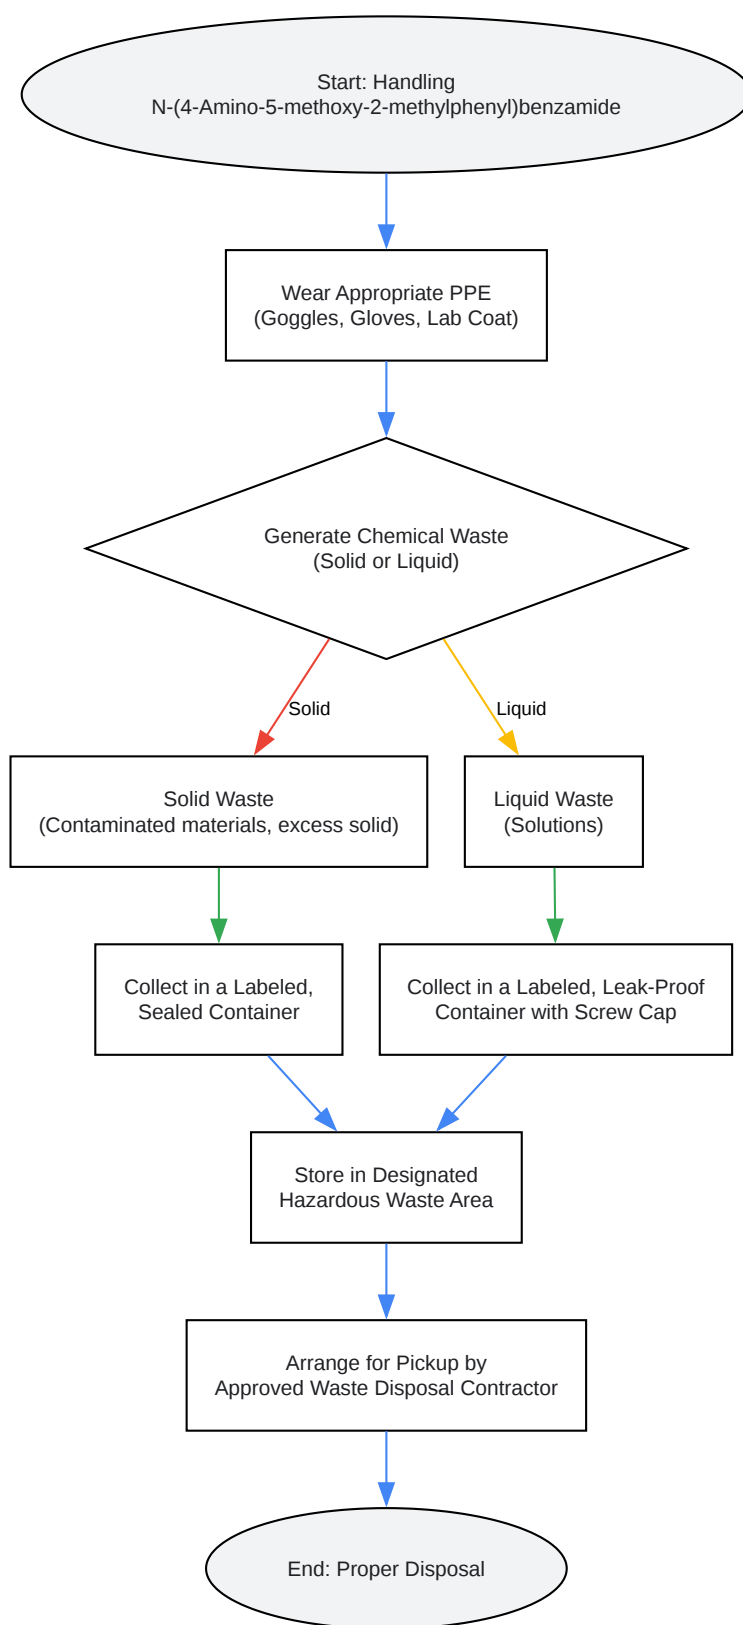 Start: Handling
N-(4-Amino-5-methoxy-2-methylphenyl)benzamide
Wear Appropriate PPE
(Goggles, Gloves, Lab Coat)
Generate Chemical Waste
(Solid or Liquid)
Solid
Liquid
Solid Waste
(Contaminated materials, excess solid)
Liquid Waste
(Solutions)
Collect in a Labeled,
Sealed Container
Collect in a Labeled, Leak-Proof
Container with Screw Cap
Store in Designated
Hazardous Waste Area
Arrange for Pickup by
Approved Waste Disposal Contractor
End: Proper Disposal